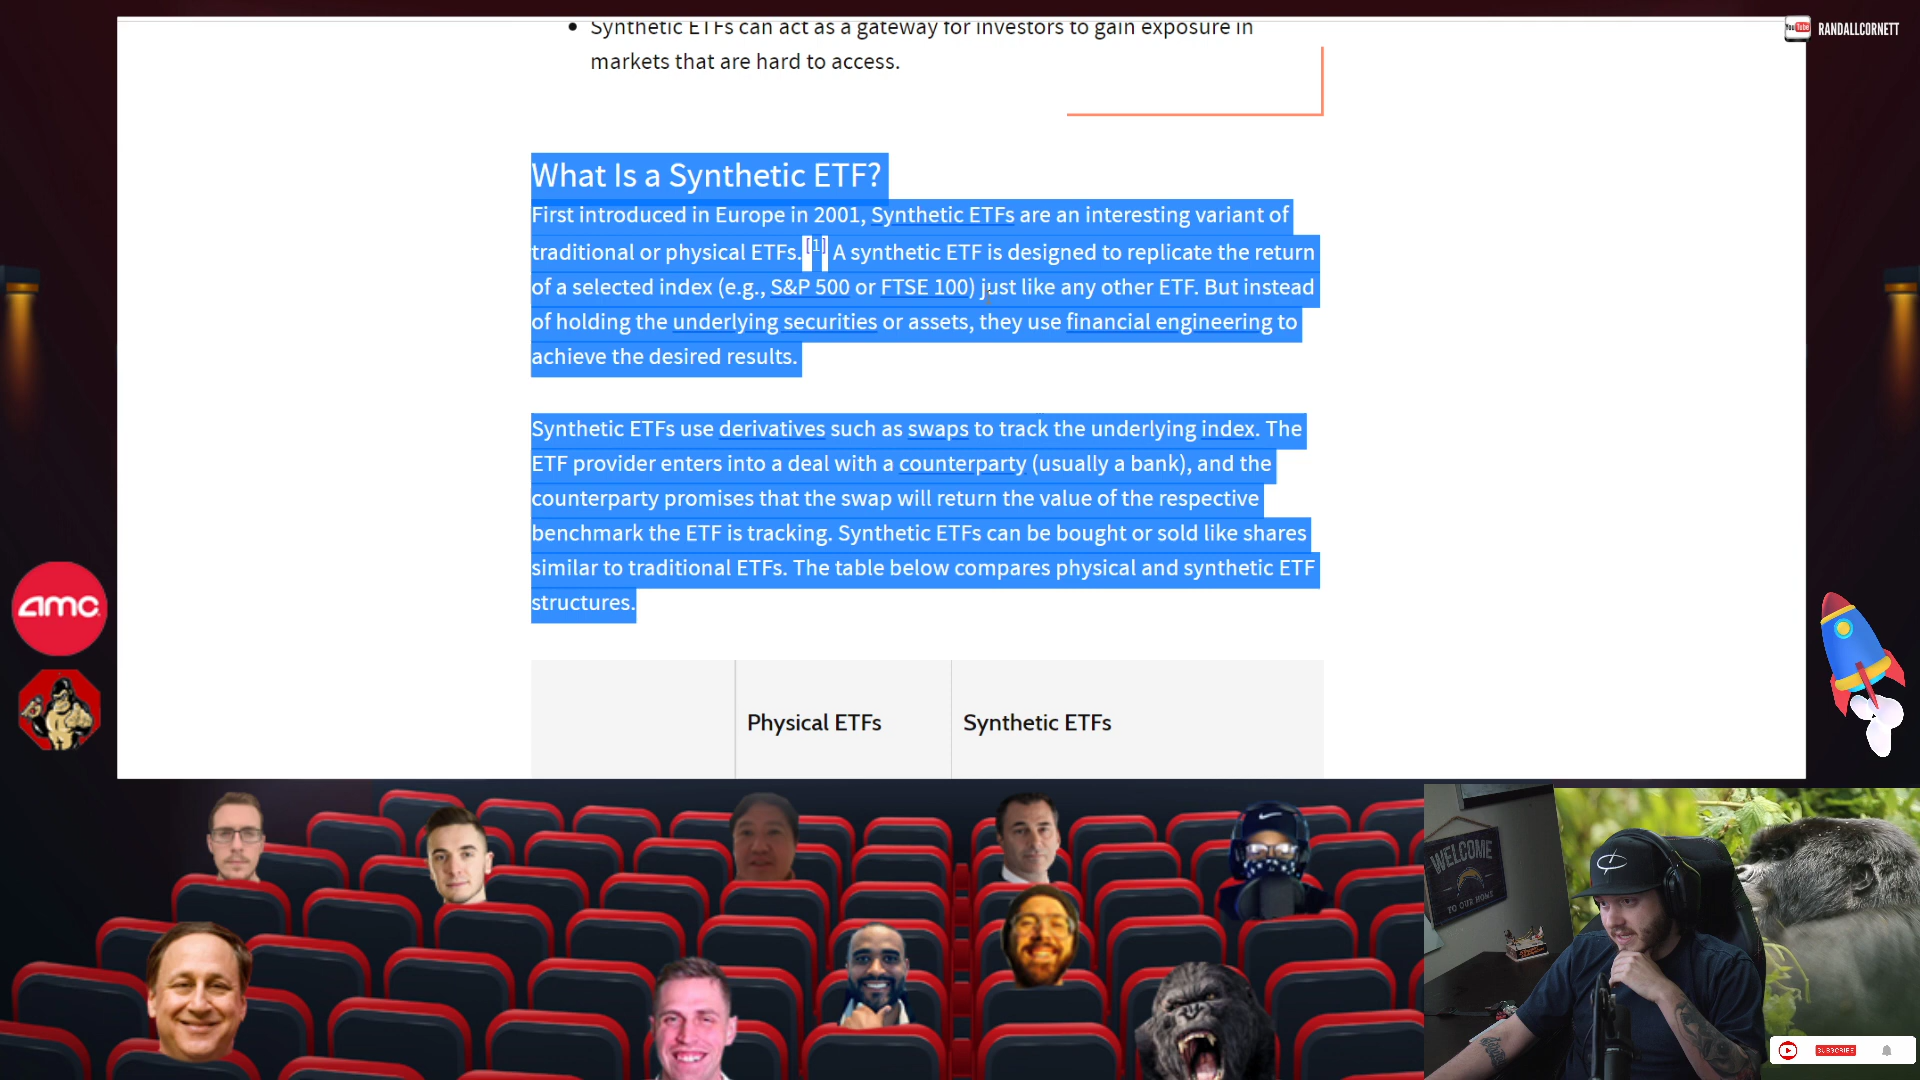 Synthetic ETFs can act as a gateway for investors to gain exposure in
markets that are hard to access.
RANDALLCORNETT
What Is a Synthetic ETF?
First introduced in Europe in 2001, Synthetic ETFs are an interesting variant of
traditional or physical ETFs.[1] A synthetic ETF is designed to replicate the return
of a selected index (e.g., S&P 500 or FTSE 100) just like any other ETF. But instead
of holding the underlying securities or assets, they use financial engineering to
achieve the desired results.
Synthetic ETFs use derivatives such as swaps to track the underlying index. The
ETF provider enters into a deal with a counterparty (usually a bank), and the
counterparty promises that the swap will return the value of the respective
benchmark the ETF is tracking. Synthetic ETFs can be bought or sold like shares
similar to traditional ETFs. The table below compares physical and synthetic ETF
structures.
amc
Physical ETFs Synthetic ETFs
WELCOME
TO OUR HOME
SUBSCRIBE